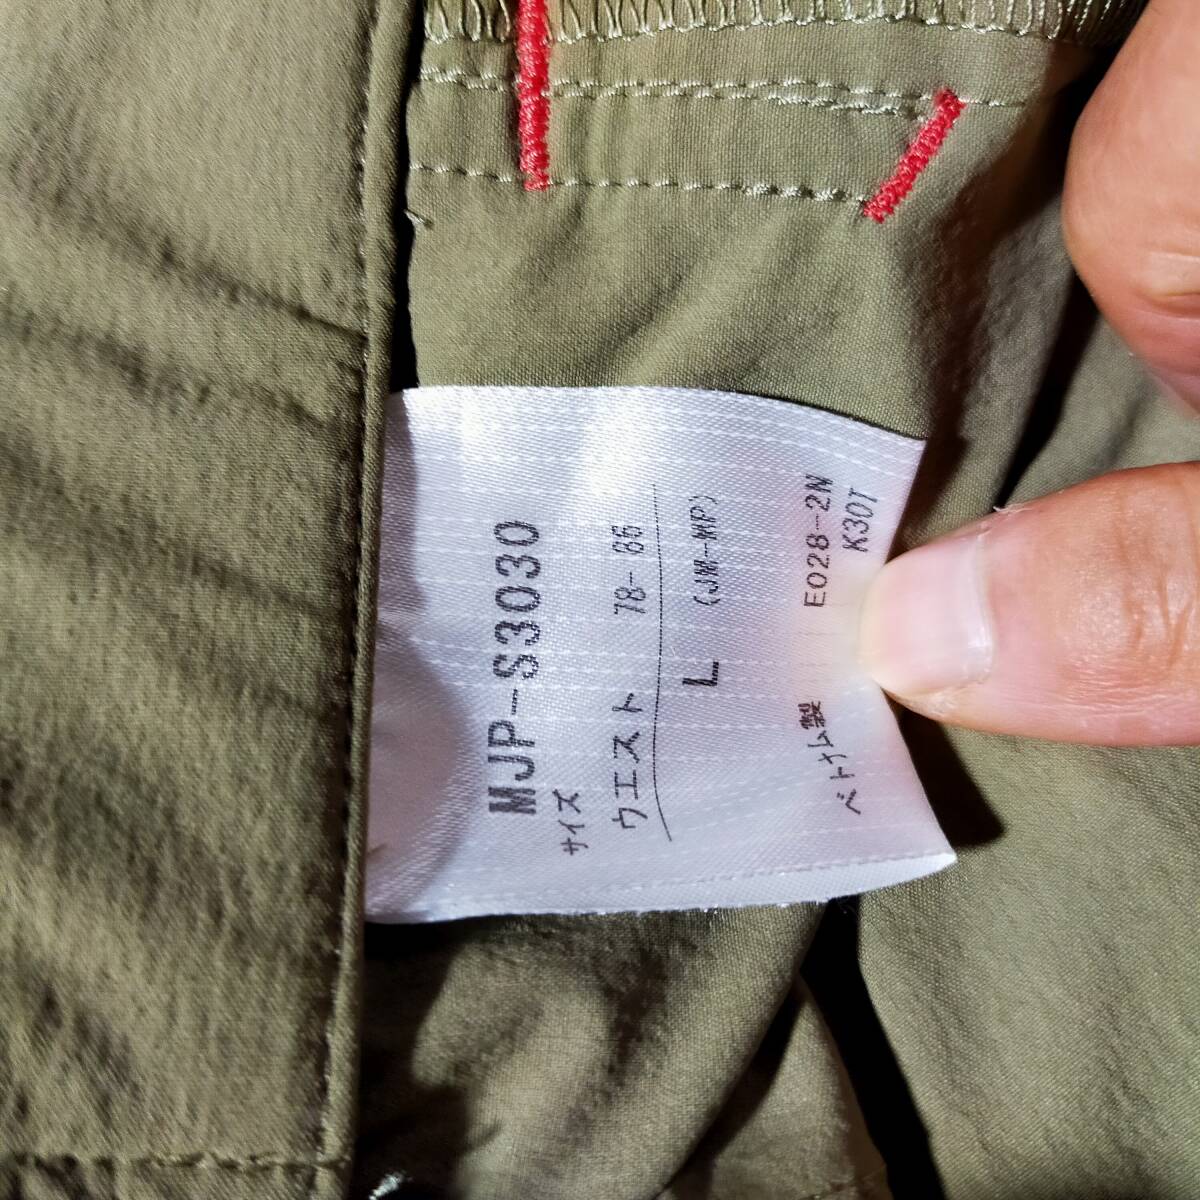 MJP-S3030
サイズ
ウエスト 78-86
L (JM-MP)
ベトナム製 E028-2N
K30T